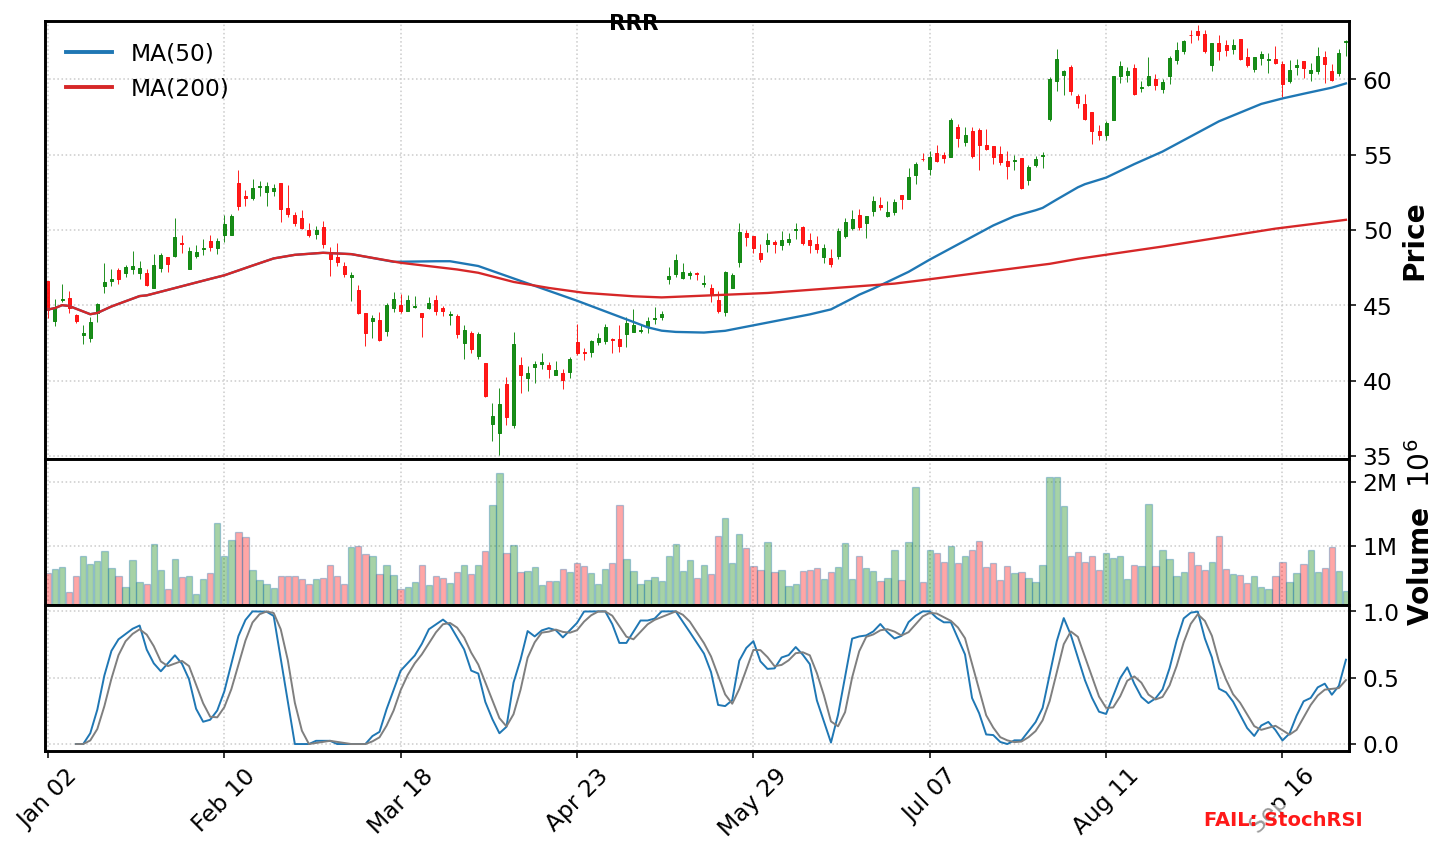 RRR
MA(50)
MA(200)
60
55
50
45
40
35
Price
2M
1M
Volume 10⁶
1.0
0.5
0.0
Jan 02
Feb 10
Mar 18
Apr 23
May 29
Jul 07
Aug 11
Sep 16
FAIL: StochRSI